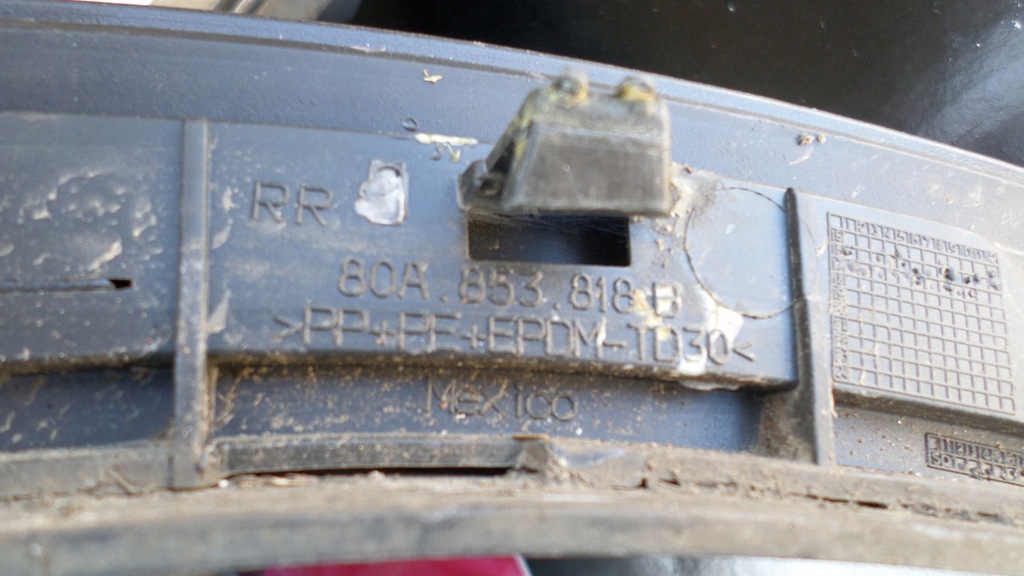 RR
80A.853.818 B
>PP+PE+EPDM-TD30<
Mexico